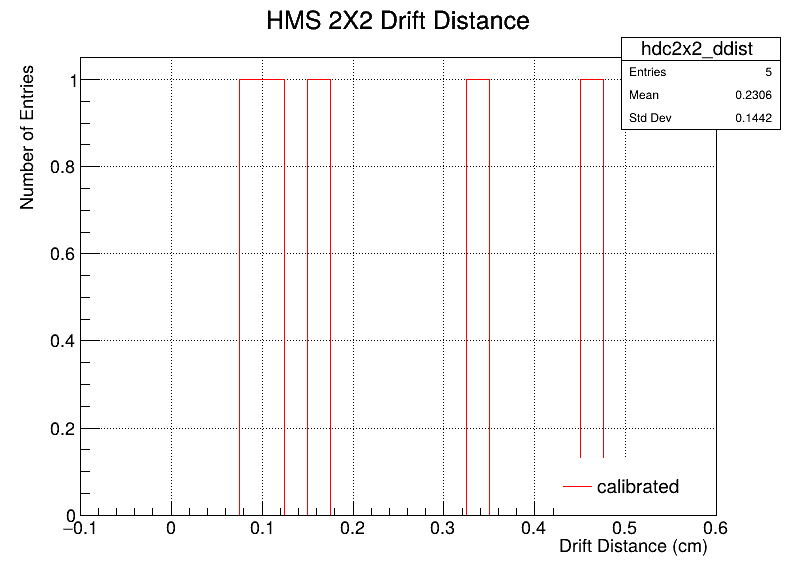 HMS 2X2 Drift Distance
hdc2x2_ddist
Entries 5
Mean 0.2306
Std Dev 0.1442
Number of Entries
1
0.8
0.6
0.4
0.2
0
−0.1 0 0.1 0.2 0.3 0.4 0.5 0.6
Drift Distance (cm)
calibrated